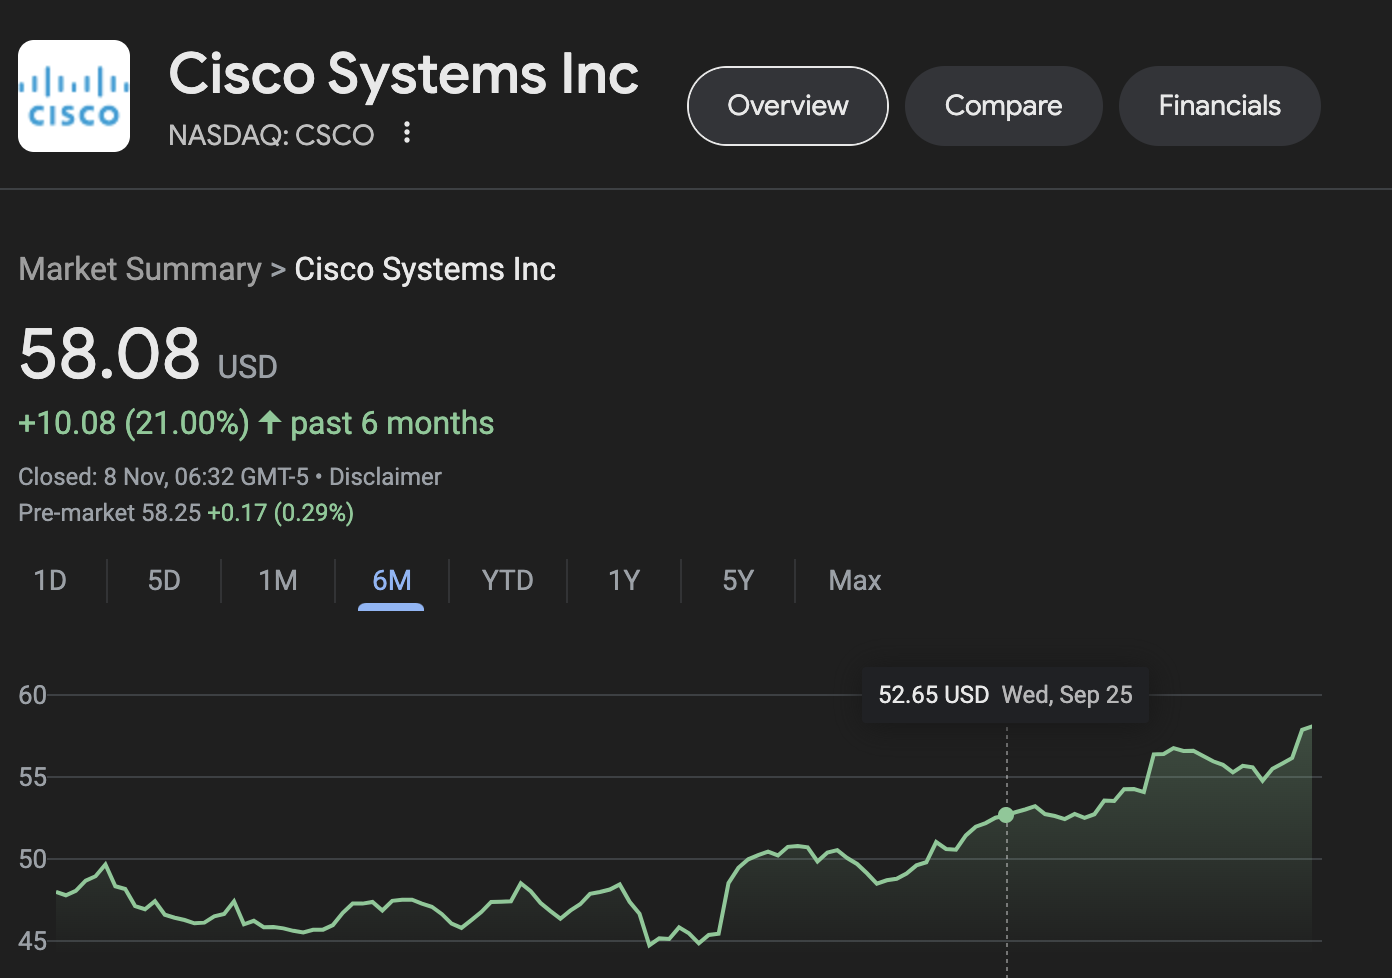 CISCO
Cisco Systems Inc
NASDAQ: CSCO
Overview
Compare
Financials
Market Summary > Cisco Systems Inc
58.08 USD
+10.08 (21.00%) ↑ past 6 months
Closed: 8 Nov, 06:32 GMT-5 • Disclaimer
Pre-market 58.25 +0.17 (0.29%)
1D 5D 1M 6M YTD 1Y 5Y Max
52.65 USD Wed, Sep 25
60
55
50
45